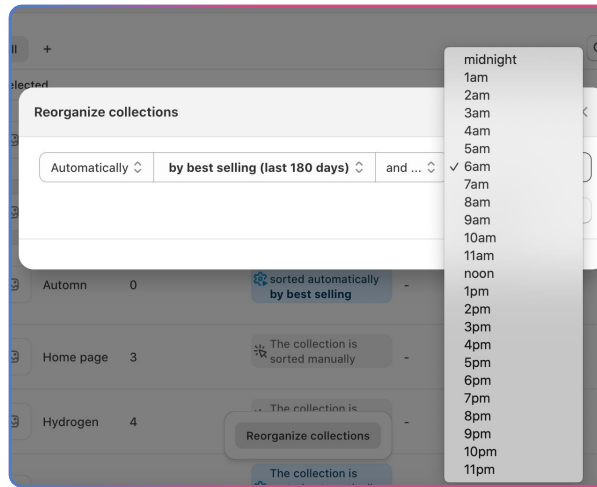 +
Reorganize collections
Automatically
by best selling (last 180 days)
and ...
midnight
1am
2am
3am
4am
5am
✓ 6am
7am
8am
9am
10am
11am
noon
1pm
2pm
3pm
4pm
5pm
6pm
7pm
8pm
9pm
10pm
11pm
Automn
0
sorted automatically
by best selling
-
Home page
3
The collection is
sorted manually
-
Hydrogen
4
The collection is
-
Reorganize collections
The collection is